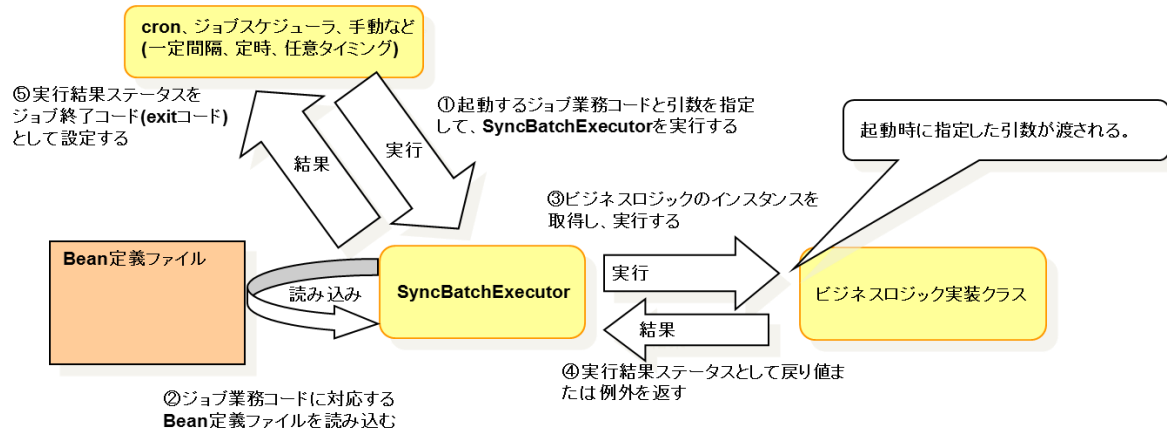 cron、ジョブスケジューラ、手動など
(一定間隔、定時、任意タイミング)
⑤実行結果ステータスを
ジョブ終了コード(exitコード)
として設定する
①起動するジョブ業務コードと引数を指定
して、SyncBatchExecutorを実行する
起動時に指定した引数が渡される。
結果
実行
③ビジネスロジックのインスタンスを
取得し、実行する
Bean定義ファイル
読み込み
SyncBatchExecutor
実行
ビジネスロジック実装クラス
結果
④実行結果ステータスとして戻り値ま
たは例外を返す
②ジョブ業務コードに対応する
Bean定義ファイルを読み込む